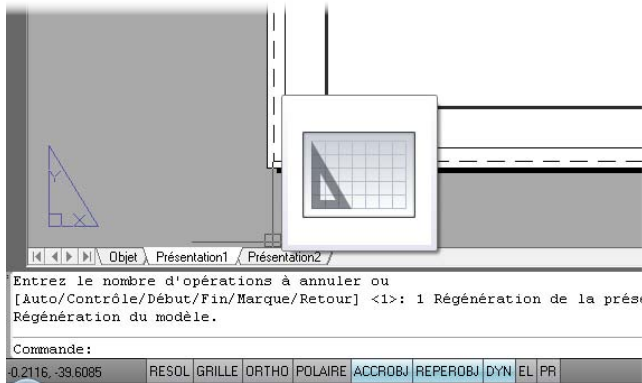 Y
X
Objet Présentation1 Présentation2
Entrez le nombre d'opérations à annuler ou
[Auto/Contrôle/Début/Fin/Marque/Retour] <1>: 1 Régénération de la prés
Régénération du modèle.
Commande:
-0.2116, -39.6085 RESOL GRILLE ORTHO POLAIRE ACCROBJ REPEROBJ DYN EL PR